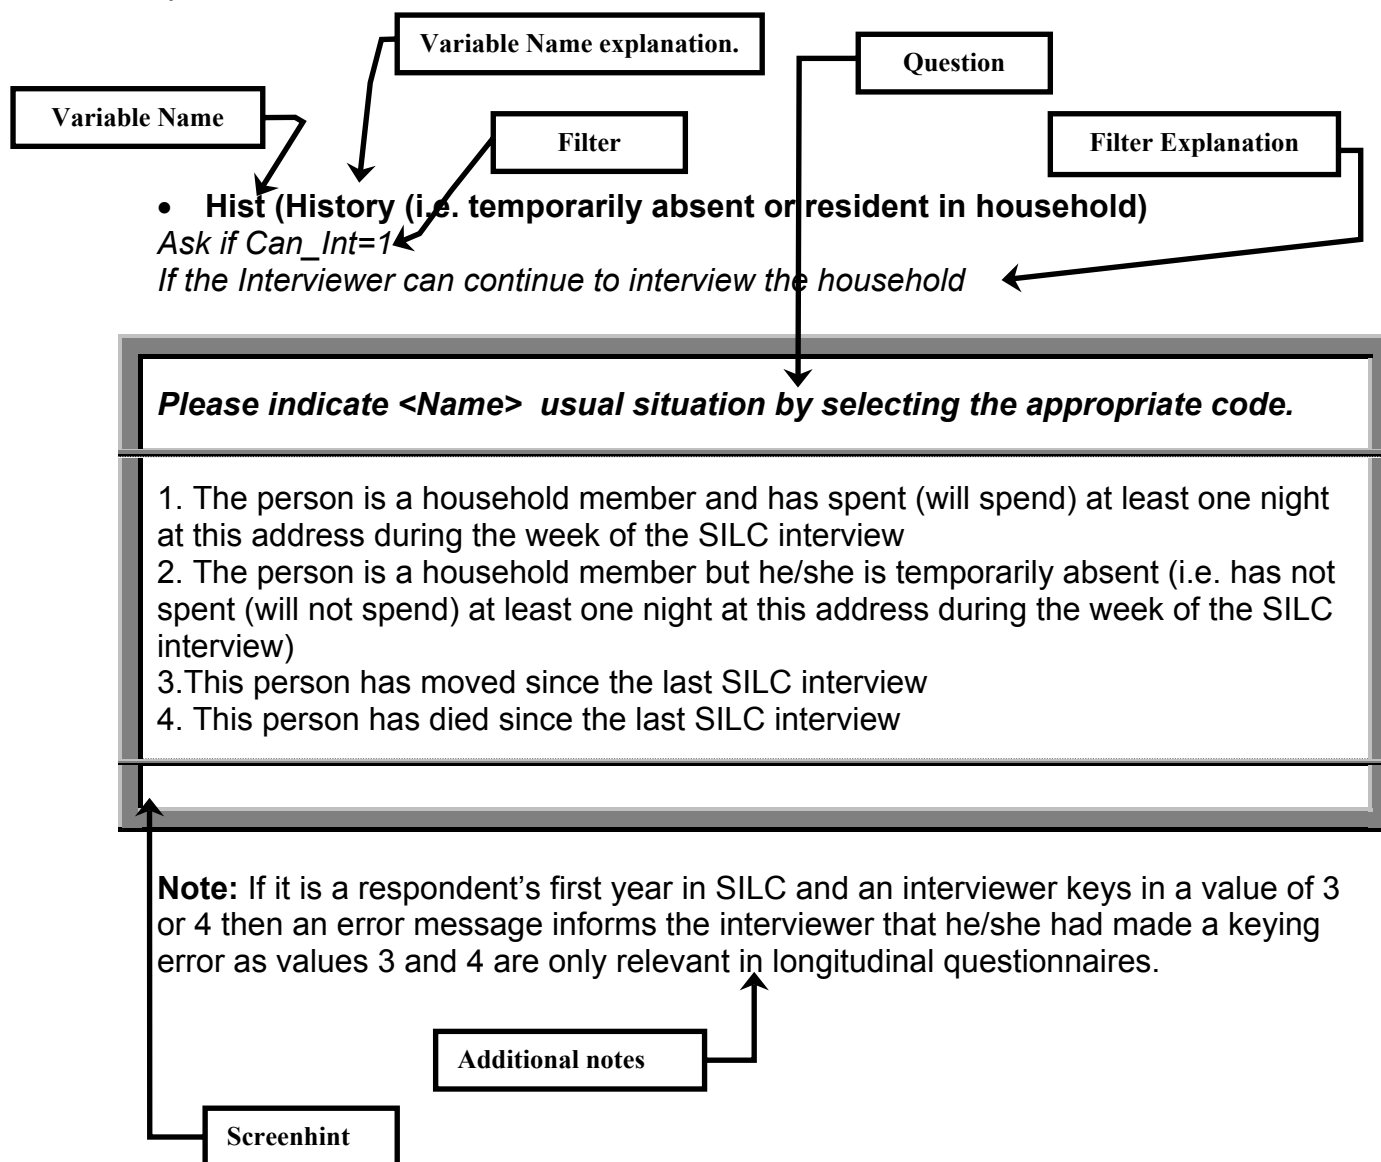 Variable Name explanation.
Question
Variable Name
Filter
Filter Explanation
• Hist (History (i.e. temporarily absent or resident in household)
Ask if Can_Int=1
If the Interviewer can continue to interview the household
Please indicate <Name> usual situation by selecting the appropriate code.
1. The person is a household member and has spent (will spend) at least one night
at this address during the week of the SILC interview
2. The person is a household member but he/she is temporarily absent (i.e. has not
spent (will not spend) at least one night at this address during the week of the SILC
interview)
3.This person has moved since the last SILC interview
4. This person has died since the last SILC interview
Note: If it is a respondent’s first year in SILC and an interviewer keys in a value of 3
or 4 then an error message informs the interviewer that he/she had made a keying
error as values 3 and 4 are only relevant in longitudinal questionnaires.
Additional notes
Screenhint